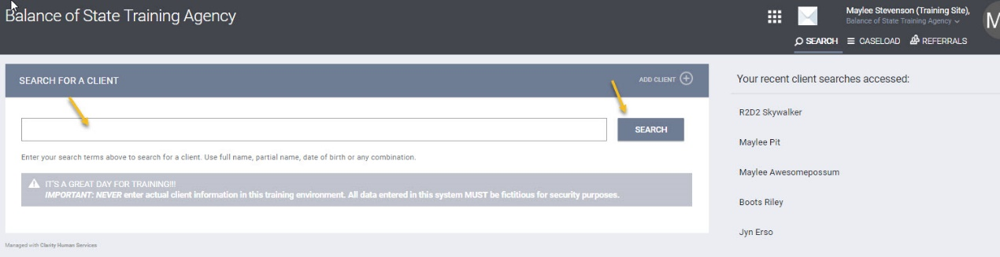 Balance of State Training Agency
Maylee Stevenson (Training Site),
Balance of State Training Agency
M
SEARCH
CASELOAD
REFERRALS
SEARCH FOR A CLIENT
ADD CLIENT
SEARCH
Enter your search terms above to search for a client. Use full name, partial name, date of birth or any combination.
IT'S A GREAT DAY FOR TRAINING!!!
IMPORTANT: NEVER enter actual client information in this training environment. All data entered in this system MUST be fictitious for security purposes.
Managed with Clarity Human Services
Your recent client searches accessed:
R2D2 Skywalker
Maylee Pit
Maylee Awesomepossum
Boots Riley
Jyn Erso